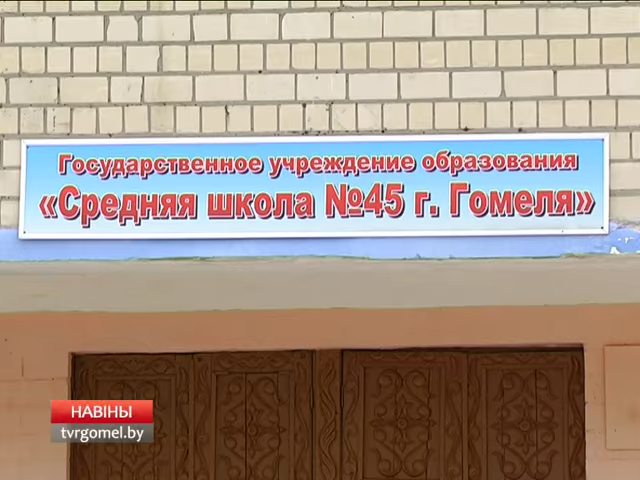 Государственное учреждение образования
«Средняя школа №45 г. Гомеля»
НАВІНЫ
tvrgomel.by